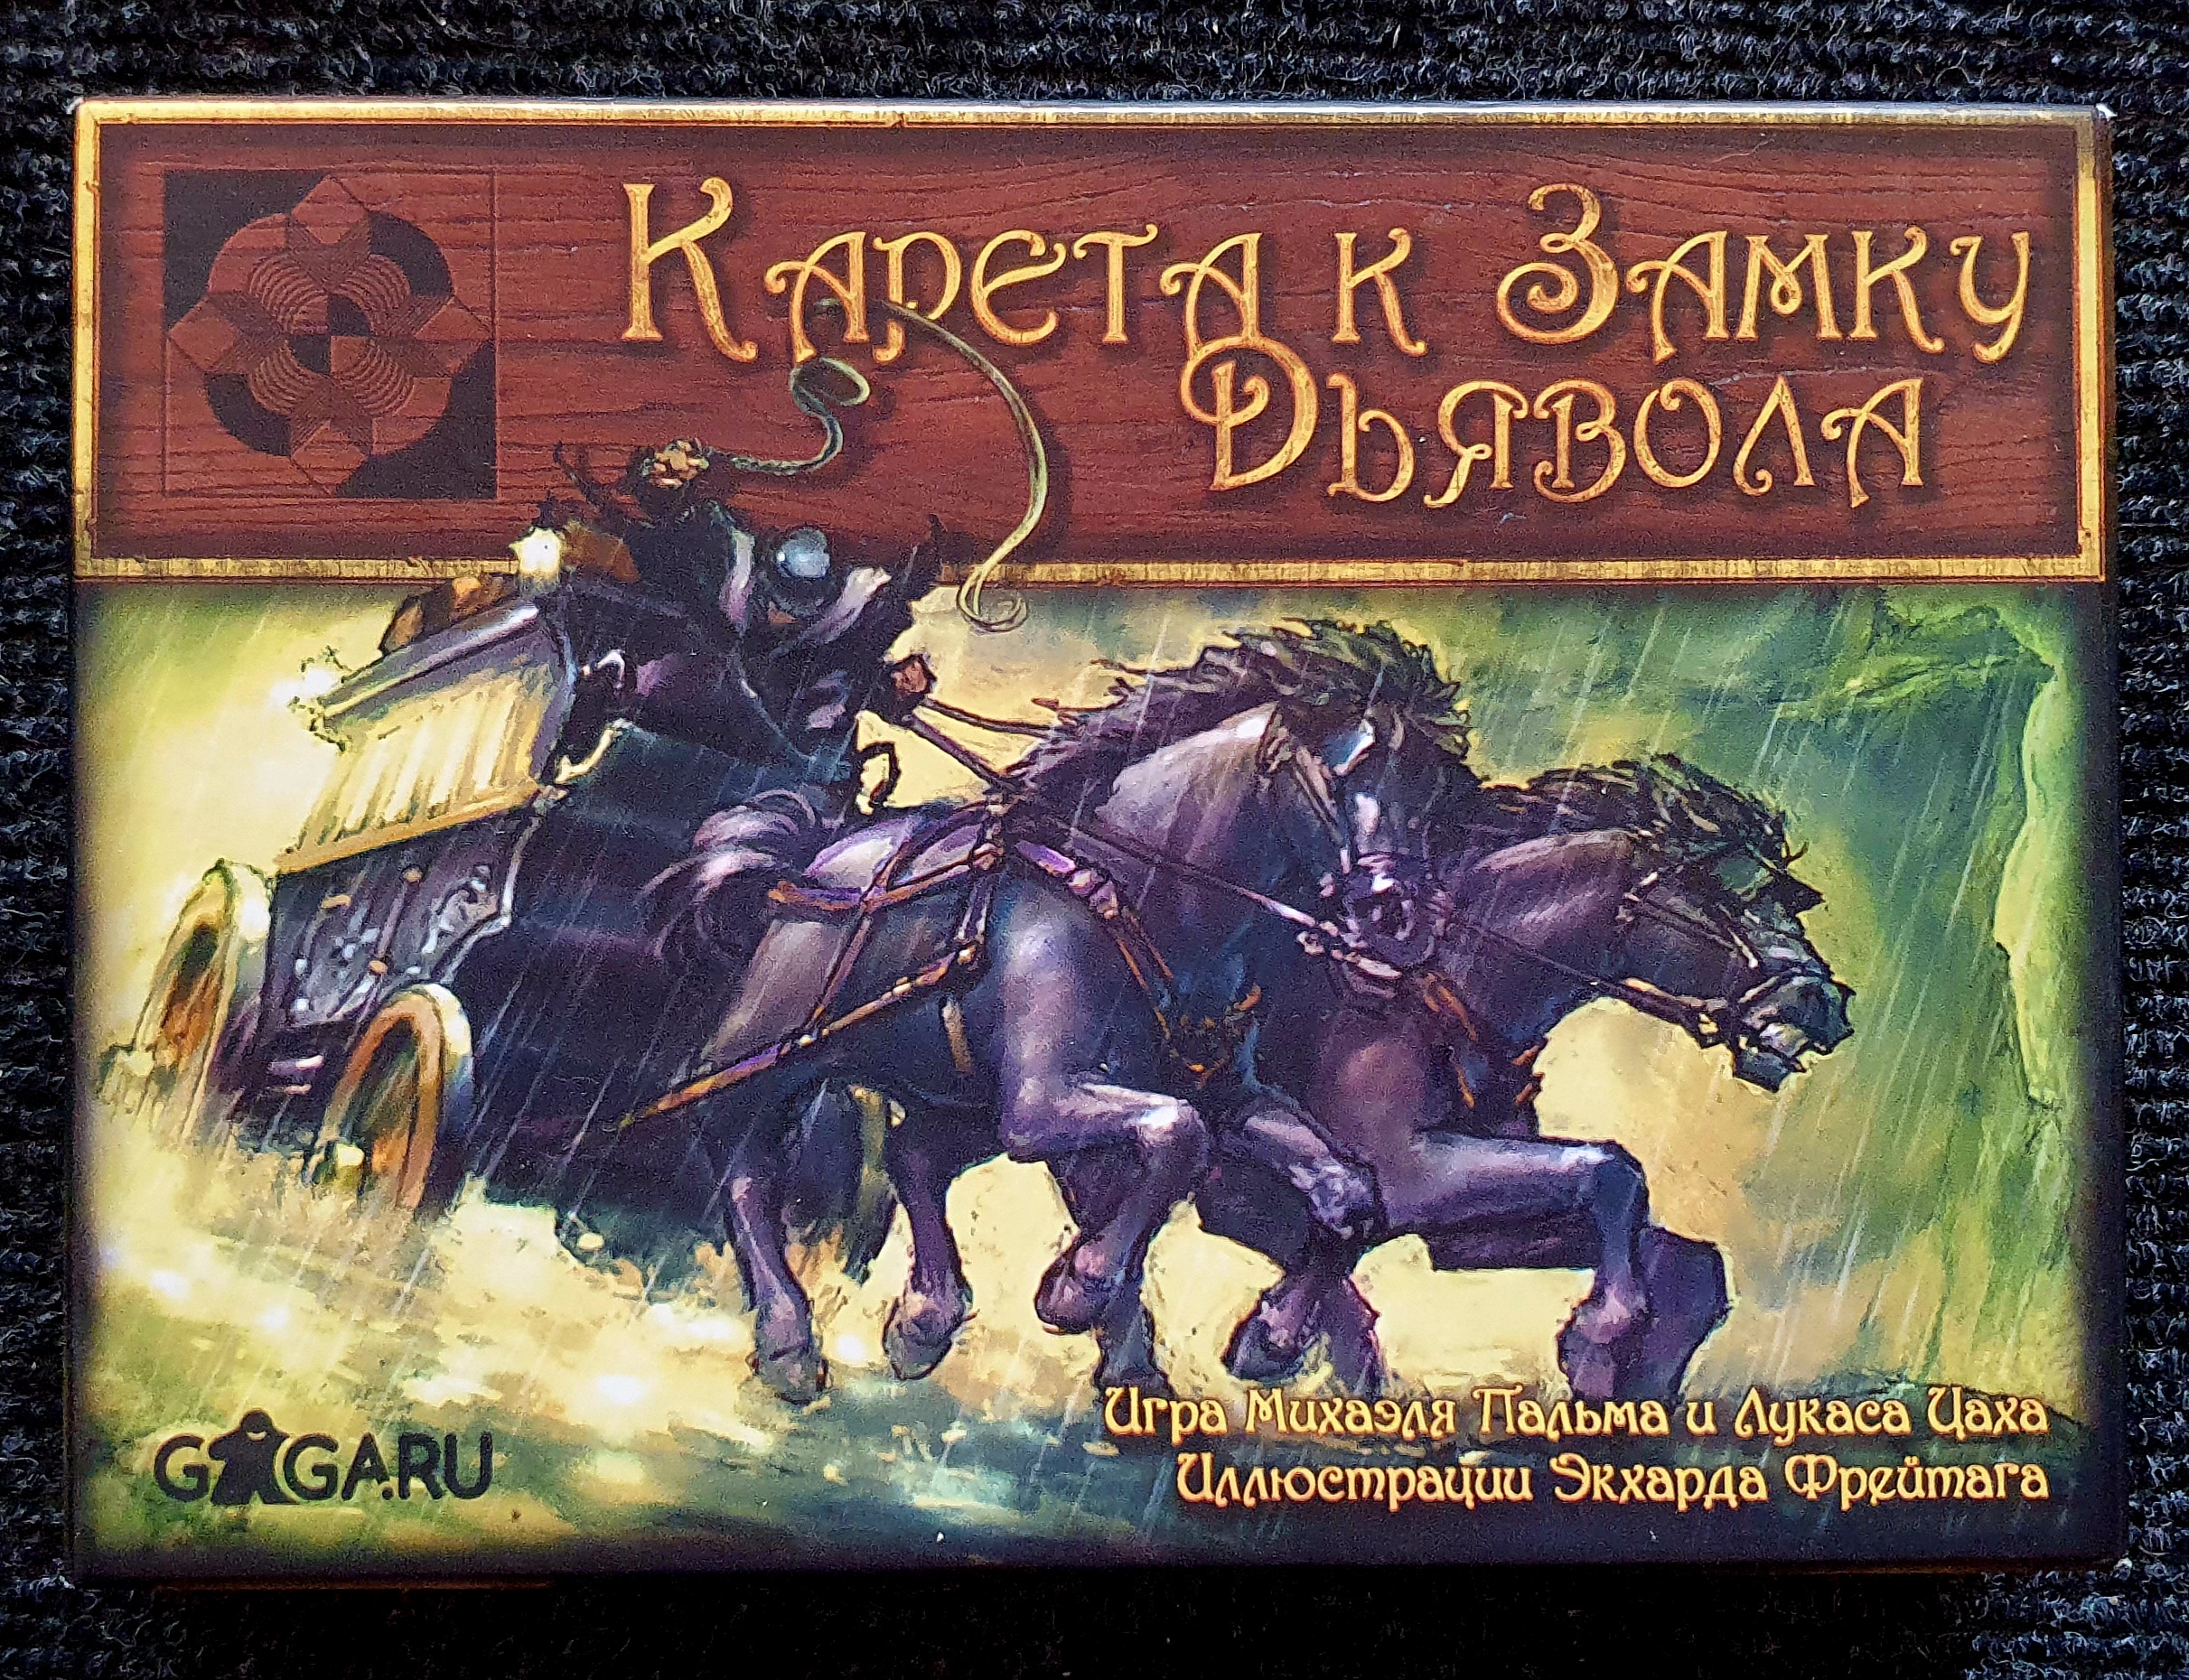 Карета к Замку
Дьявола
Игра Михаэля Пальма и Лукаса Цаха
Иллюстрации Экхарда Фрейтага
GAGA.RU